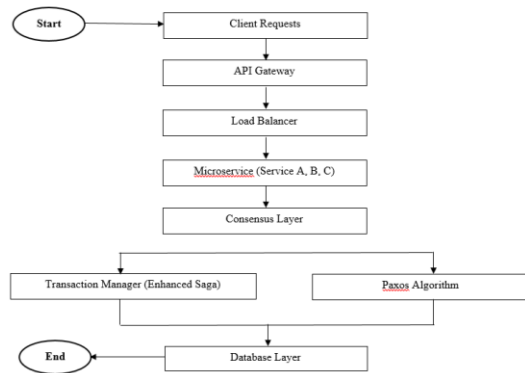 Start
Client Requests
API Gateway
Load Balancer
Microservice (Service A, B, C)
Consensus Layer
Transaction Manager (Enhanced Saga)
Paxos Algorithm
End
Database Layer